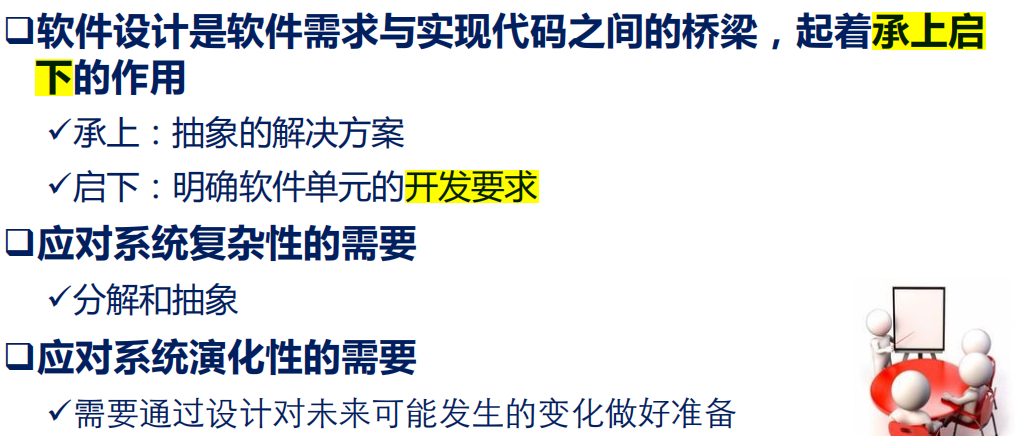 ❑软件设计是软件需求与实现代码之间的桥梁，起着承上启
下的作用
✓承上：抽象的解决方案
✓启下：明确软件单元的开发要求
❑应对系统复杂性的需要
✓分解和抽象
❑应对系统演化性的需要
✓需要通过设计对未来可能发生的变化做好准备